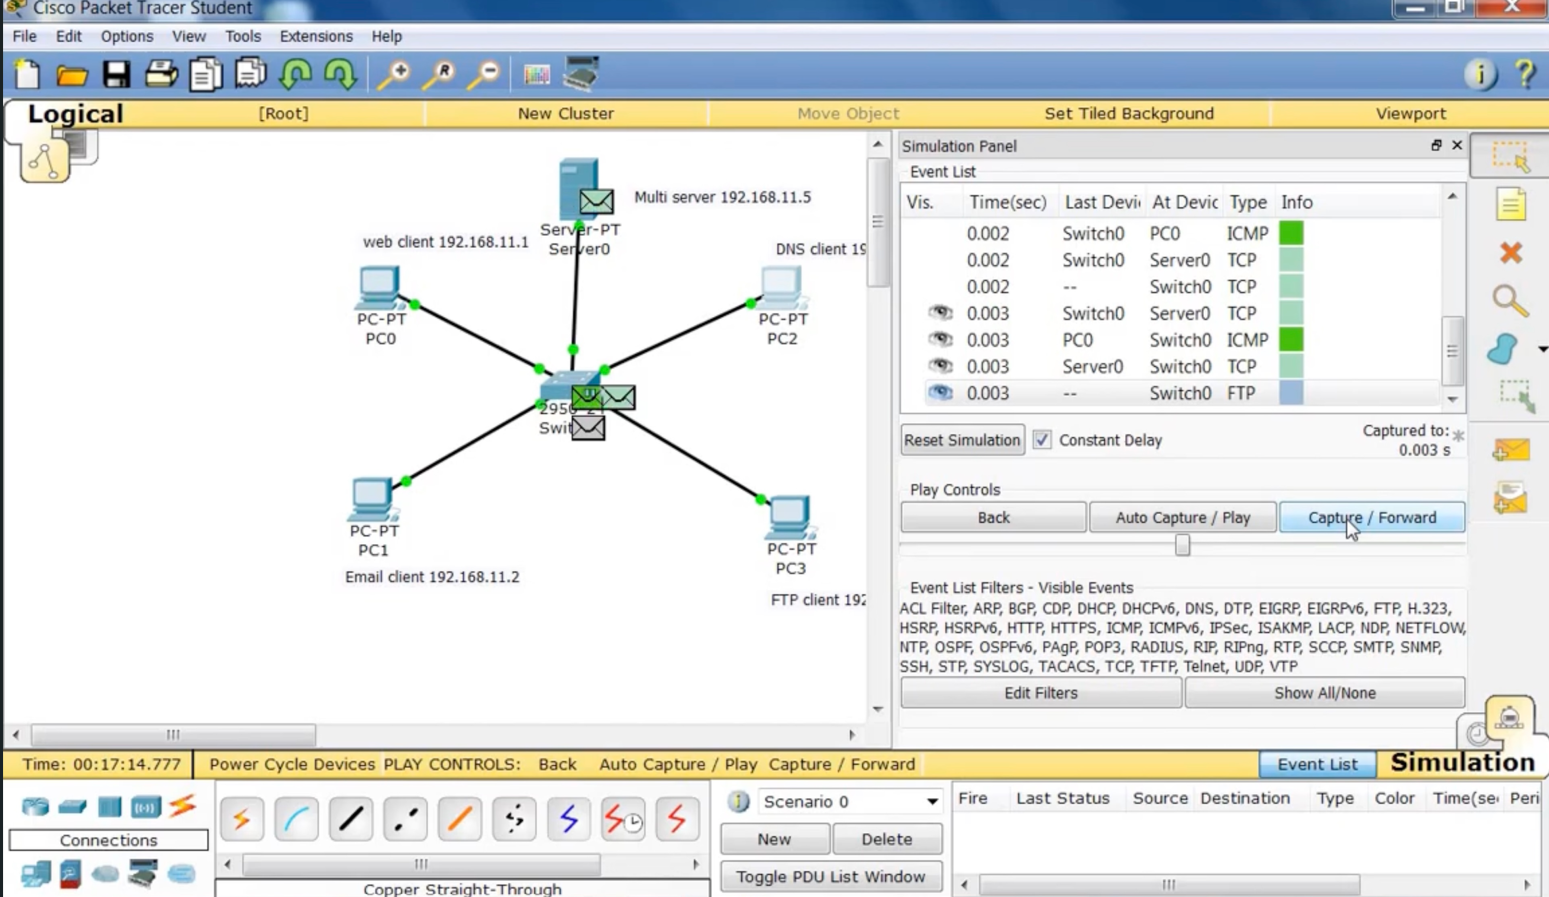 Cisco Packet Tracer Student
File Edit Options View Tools Extensions Help
Logical [Root] New Cluster Move Object Set Tiled Background Viewport
Multi server 192.168.11.5
Server-PT
Server0
web client 192.168.11.1
DNS client 19
PC-PT
PC0
PC-PT
PC2
2950-2
Swit
PC-PT
PC1
Email client 192.168.11.2
PC-PT
PC3
FTP client 192
Simulation Panel
Event List
Vis. Time(sec) Last Devi At Devic Type Info
0.002 Switch0 PC0 ICMP
0.002 Switch0 Server0 TCP
0.002 -- Switch0 TCP
0.003 Switch0 Server0 TCP
0.003 PC0 Switch0 ICMP
0.003 Server0 Switch0 TCP
0.003 -- Switch0 FTP
Reset Simulation Constant Delay Captured to: *
0.003 s
Play Controls
Back Auto Capture / Play Capture / Forward
Event List Filters - Visible Events
ACL Filter, ARP, BGP, CDP, DHCP, DHCPv6, DNS, DTP, EIGRP, EIGRPv6, FTP, H.323,
HSRP, HSRPv6, HTTP, HTTPS, ICMP, ICMPv6, IPSec, ISAKMP, LACP, NDP, NETFLOW,
NTP, OSPF, OSPFv6, PAgP, POP3, RADIUS, RIP, RIPng, RTP, SCCP, SMTP, SNMP,
SSH, STP, SYSLOG, TACACS, TCP, TFTP, Telnet, UDP, VTP
Edit Filters Show All/None
Time: 00:17:14.777 Power Cycle Devices PLAY CONTROLS: Back Auto Capture / Play Capture / Forward Event List Simulation
Connections
Copper Straight-Through
Scenario 0
New Delete
Toggle PDU List Window
Fire Last Status Source Destination Type Color Time(sec Peri